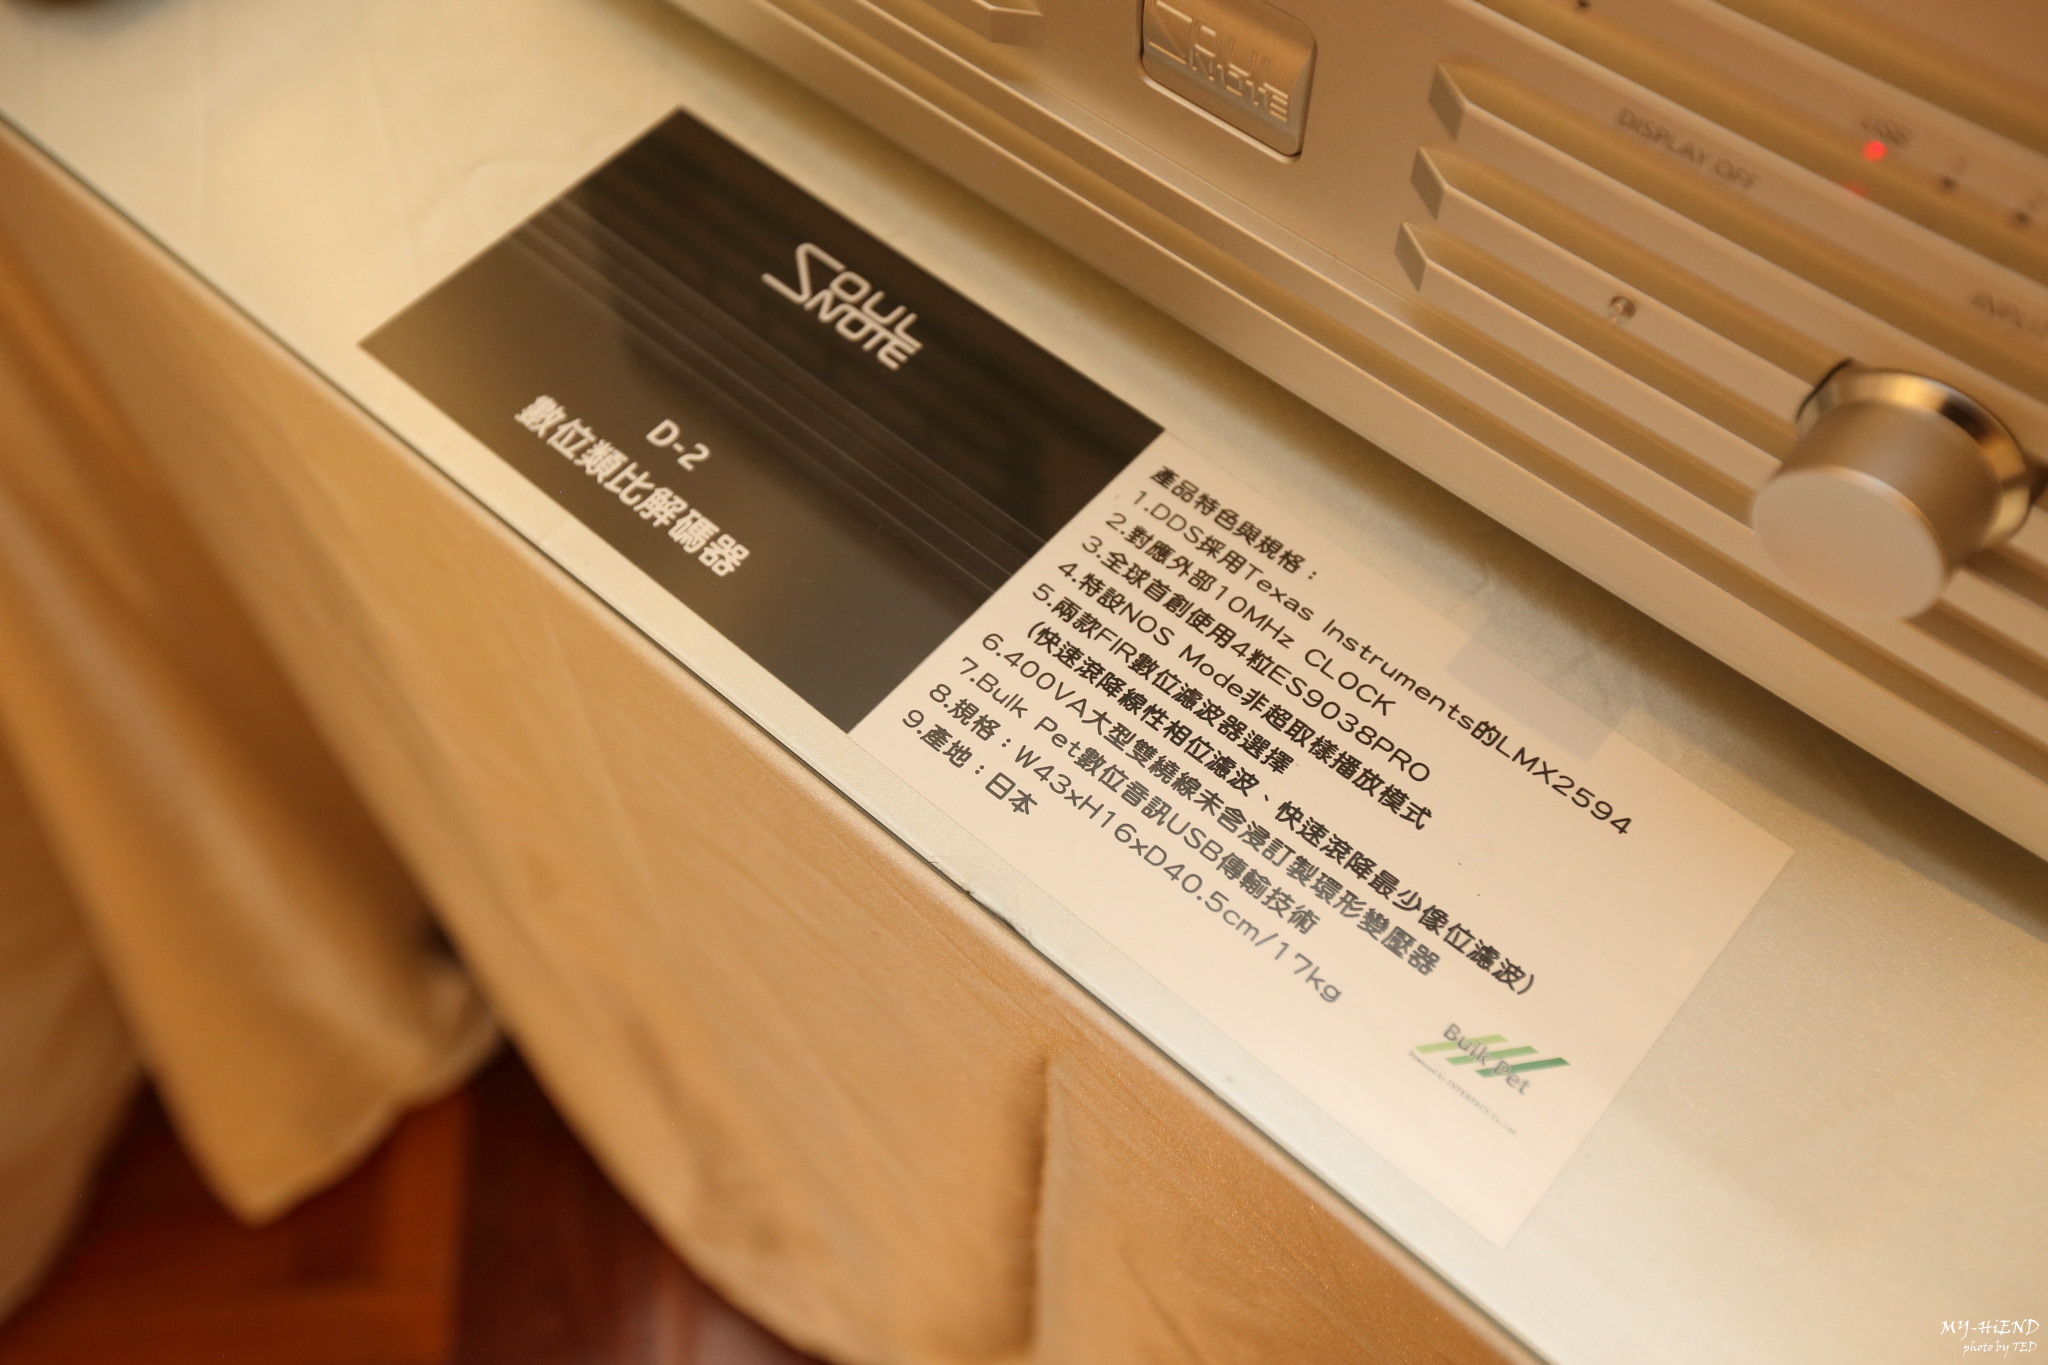 SOUL NOTE
DISPLAY OFF
INPUT
SOUL
NOTE
D-2
數位類比解碼器
產品特色與規格：
1.DDS採用Texas Instruments的LMX2594
2.對應外部10MHz CLOCK
3.全球首創使用4粒ES9038PRO
4.特設NOS Mode非超取樣播放模式
5.兩款FIR數位濾波器選擇
(快速滾降線性相位濾波、快速滾降最少像位濾波)
6.400VA大型雙繞線未含浸訂製環形變壓器
7.Bulk Pet數位音訊USB傳輸技術
8.規格：W43xH16xD40.5cm/17kg
9.產地：日本
Bulk Pet
Powered by INTERFACE Co., Ltd.
MY-HiEND
photo by TED